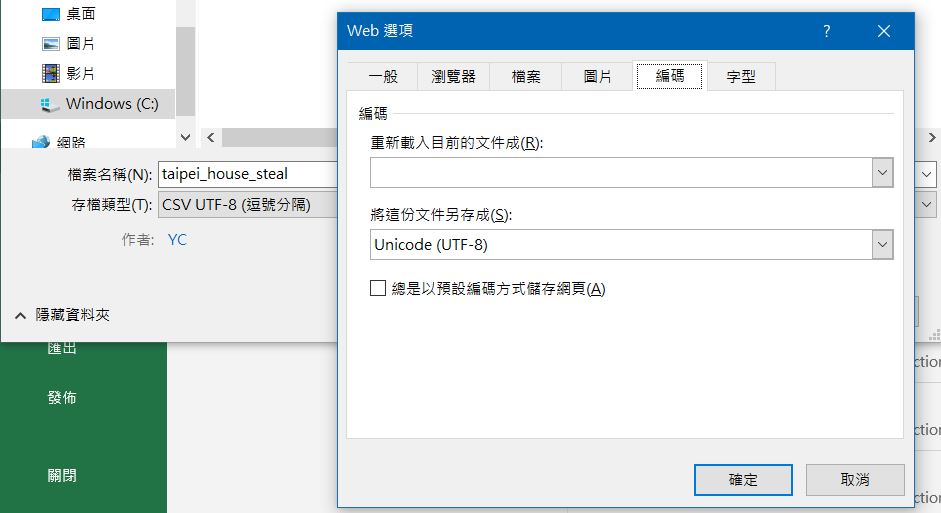 桌面
圖片
影片
Windows (C:)
網路
檔案名稱(N): taipei_house_steal
存檔類型(T): CSV UTF-8 (逗號分隔)
作者: YC
隱藏資料夾
匯出
發佈
關閉
Web 選項
?
一般 瀏覽器 檔案 圖片 編碼 字型
編碼
重新載入目前的文件成(R):
將這份文件另存成(S):
Unicode (UTF-8)
總是以預設編碼方式儲存網頁(A)
確定 取消
ction
ction
ction